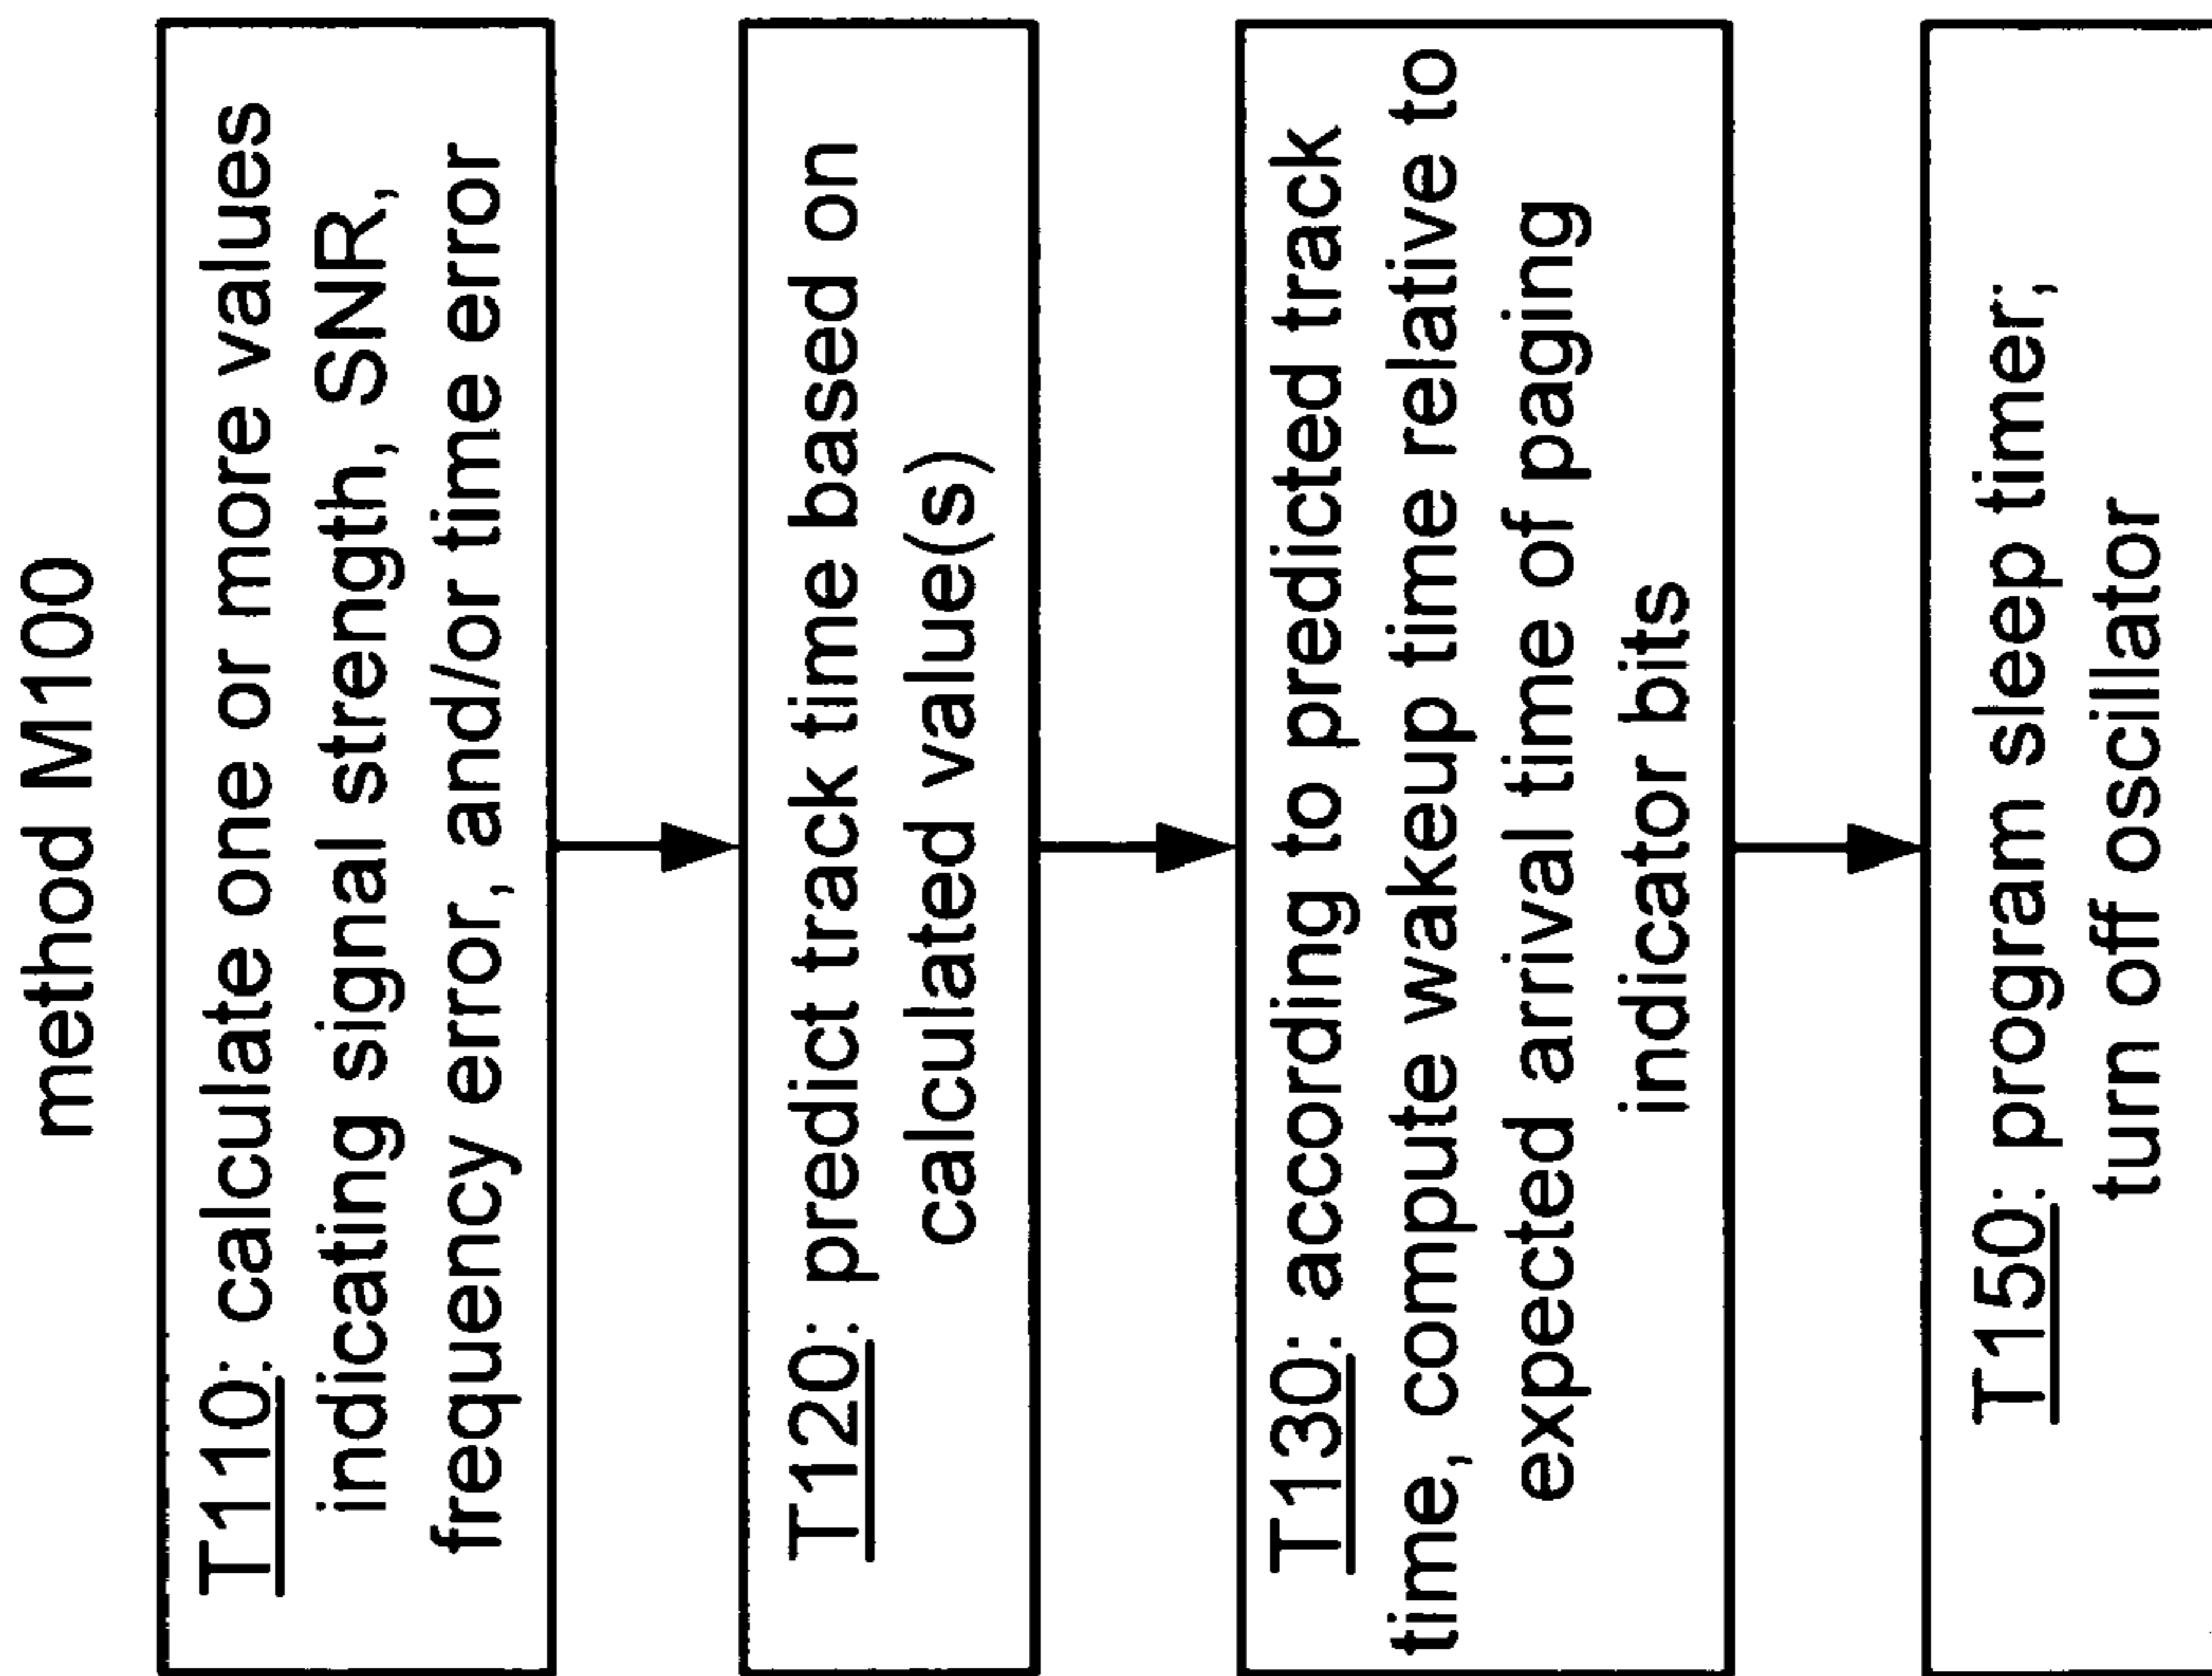 method M100
T110: calculate one or more values
indicating signal strength, SNR,
frequency error, and/or time error
T120: predict track time based on
calculated value(s)
T130: according to predicted track
time, compute wakeup time relative to
expected arrival time of paging
indicator bits
T150: program sleep timer;
turn off oscillator